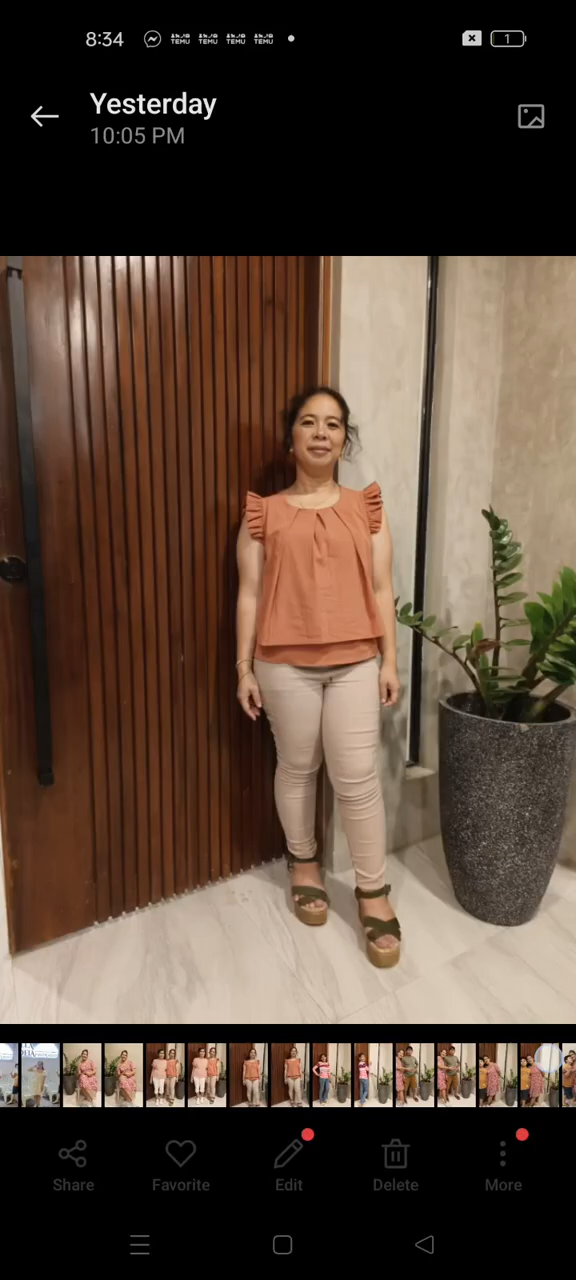 8:34
TEMU TEMU TEMU TEMU
1
Yesterday
10:05 PM
Share
Favorite
Edit
Delete
More